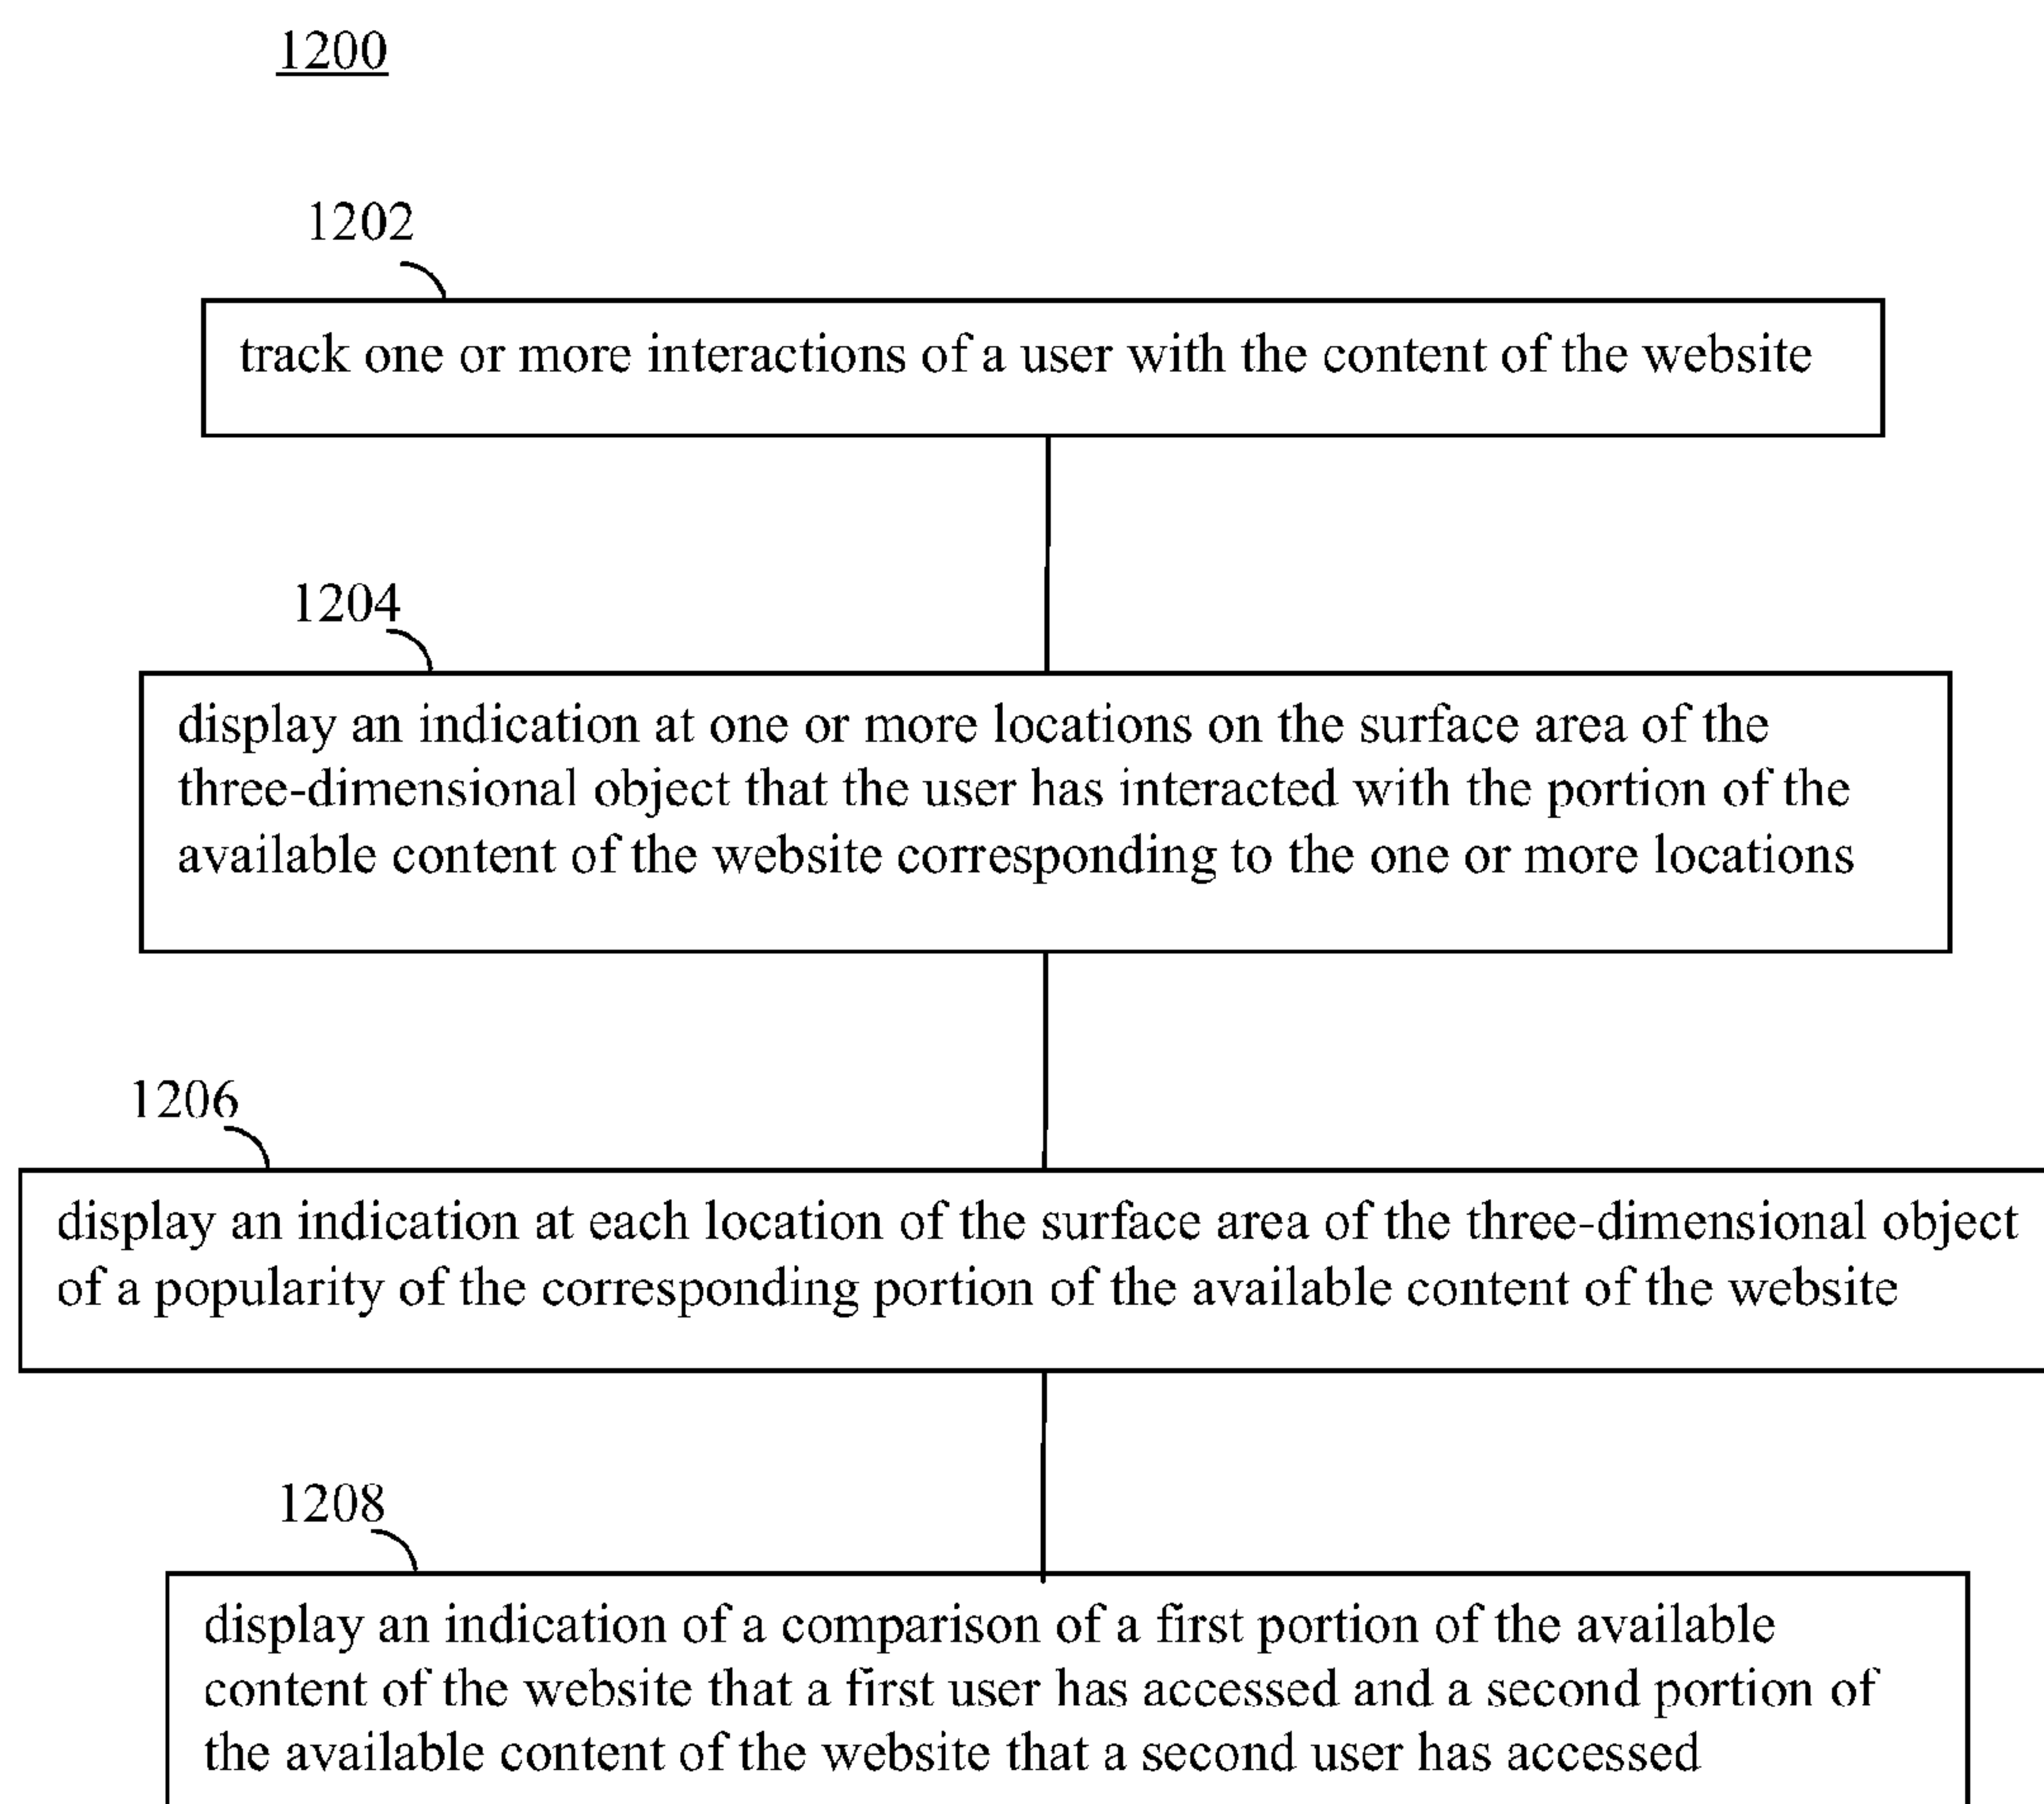 1200
1202
track one or more interactions of a user with the content of the website
1204
display an indication at one or more locations on the surface area of the
three-dimensional object that the user has interacted with the portion of the
available content of the website corresponding to the one or more locations
1206
display an indication at each location of the surface area of the three-dimensional object
of a popularity of the corresponding portion of the available content of the website
1208
display an indication of a comparison of a first portion of the available
content of the website that a first user has accessed and a second portion of
the available content of the website that a second user has accessed